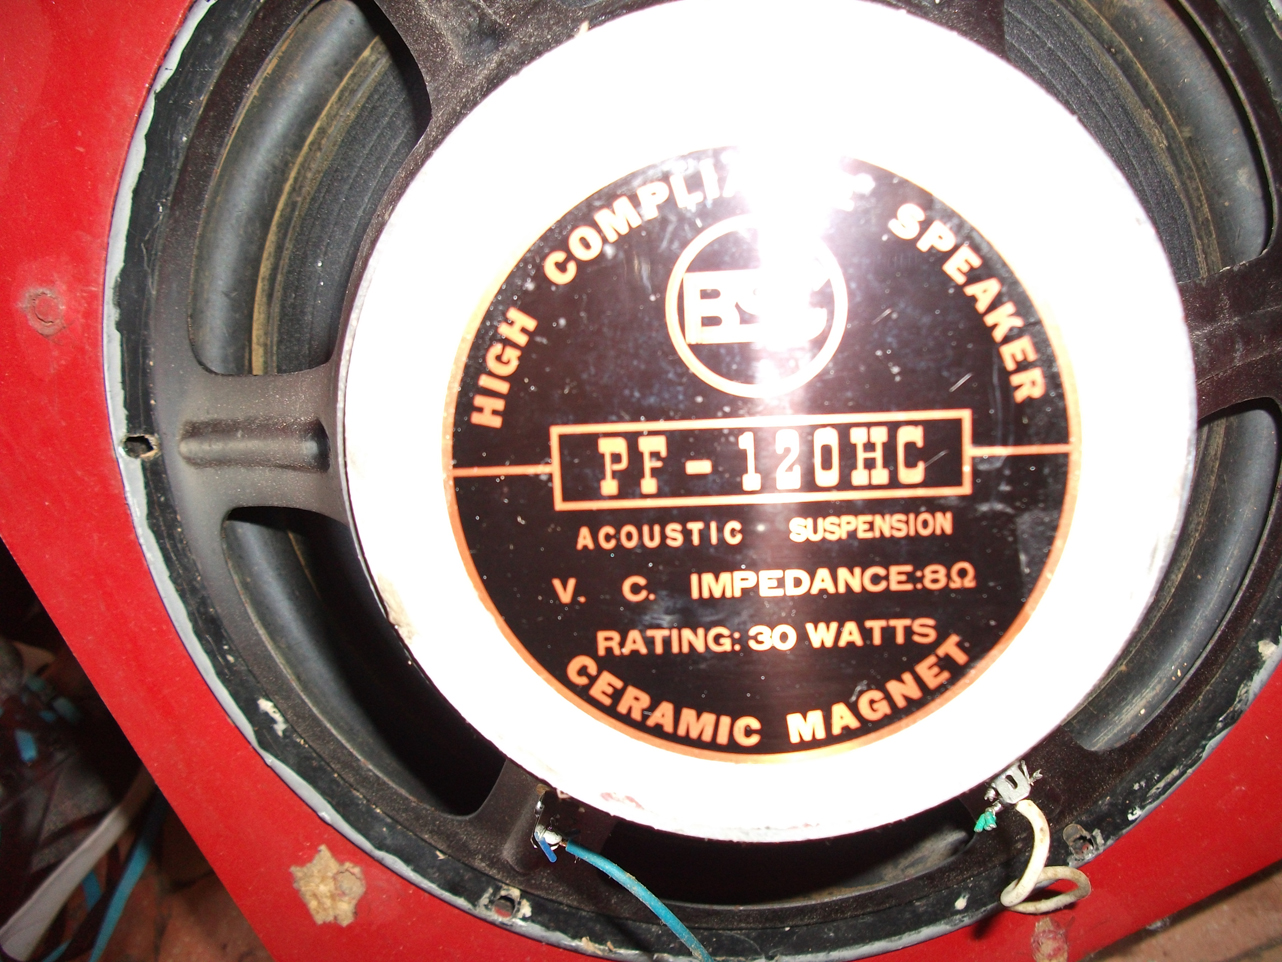 HIGH SPEAKER
PF-120HC
ACOUSTIC SUSPENSION
V. C. IMPEDANCE:8Ω
RATING: 30 WATTS
CERAMIC MAGNET